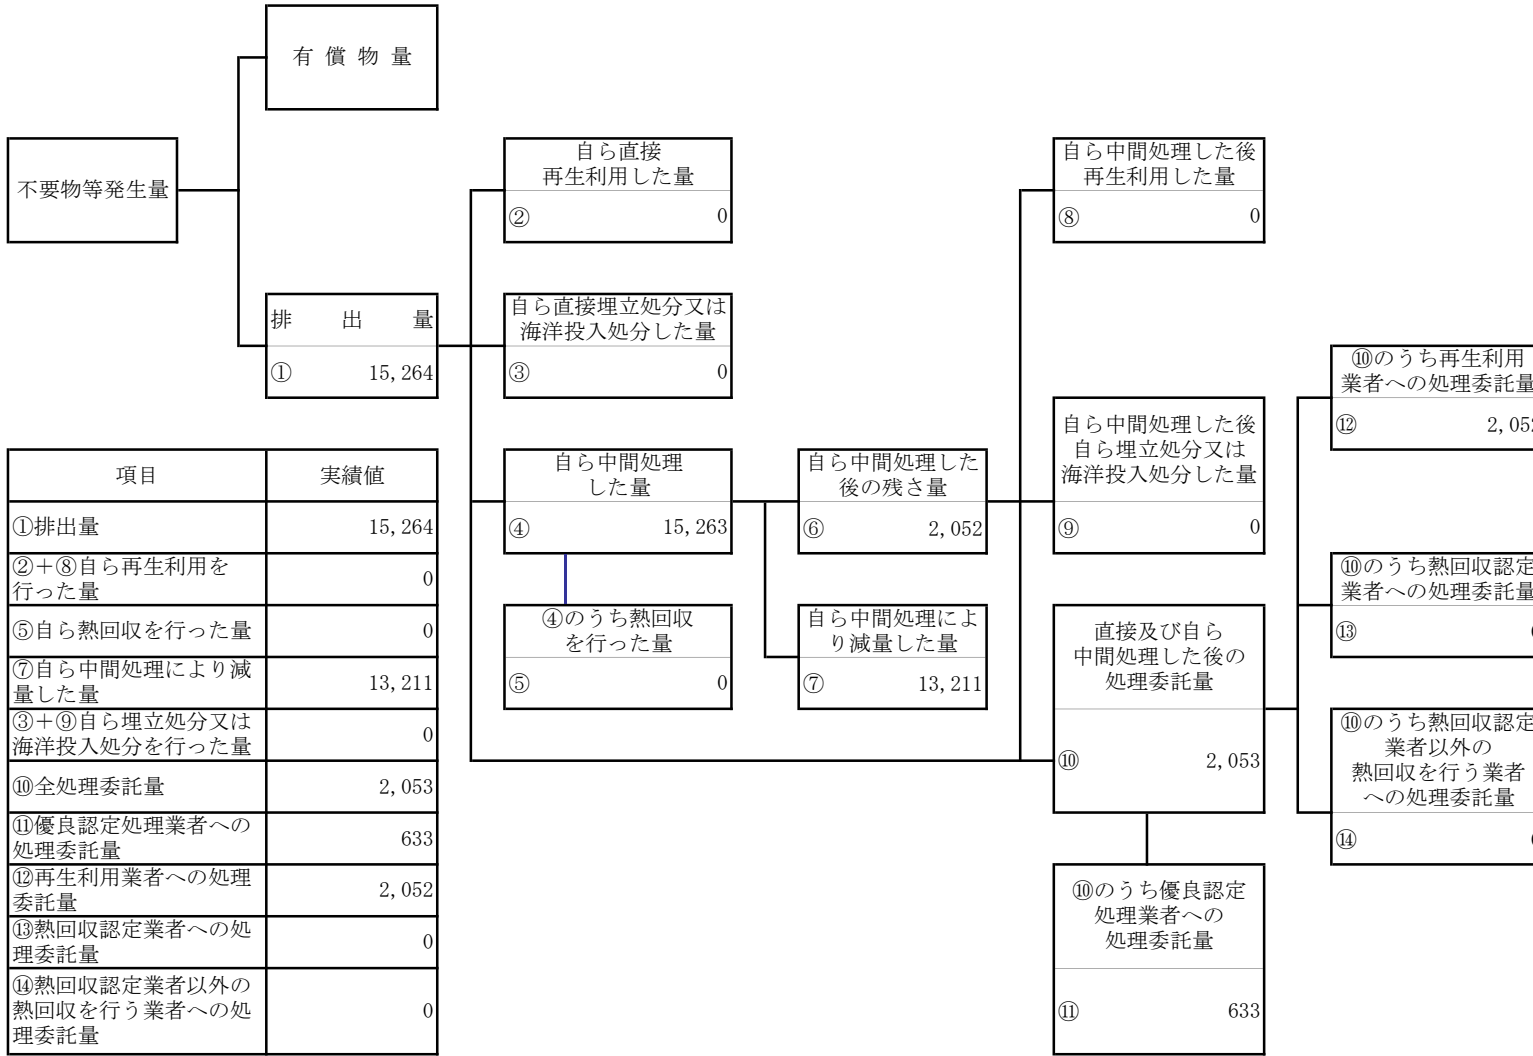 有 償 物 量
不要物等発生量
自ら直接
再生利用した量
② 0
自ら中間処理した後
再生利用した量
⑧ 0
排 出 量
① 15,264
自ら直接埋立処分又は
海洋投入処分した量
③ 0
⑩のうち再生利用
業者への処理委託量
⑫ 2,052
自ら中間処理した後
自ら埋立処分又は
海洋投入処分した量
⑨ 0
自ら中間処理
した量
④ 15,263
自ら中間処理した
後の残さ量
⑥ 2,052
④のうち熱回収
を行った量
⑤ 0
自ら中間処理によ
り減量した量
⑦ 13,211
直接及び自ら
中間処理した後の
処理委託量
⑩ 2,053
⑩のうち熱回収認定
業者への処理委託量
⑬
⑩のうち熱回収認定
業者以外の
熱回収を行う業者
への処理委託量
⑭
⑩のうち優良認定
処理業者への
処理委託量
⑪ 633
項目 実績値
①排出量 15,264
②＋⑧自ら再生利用を
行った量 0
⑤自ら熱回収を行った量 0
⑦自ら中間処理により減
量した量 13,211
③＋⑨自ら埋立処分又は
海洋投入処分を行った量 0
⑩全処理委託量 2,053
⑪優良認定処理業者への
処理委託量 633
⑫再生利用業者への処理
委託量 2,052
⑬熱回収認定業者への処
理委託量 0
⑭熱回収認定業者以外の
熱回収を行う業者への処
理委託量 0